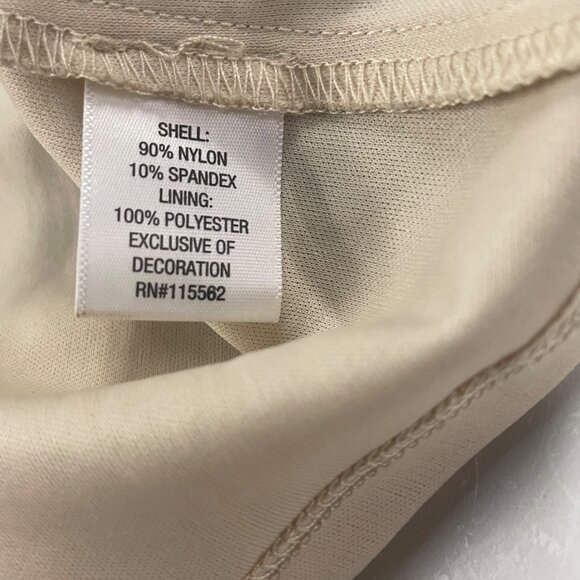 SHELL:
90% NYLON
10% SPANDEX
LINING:
100% POLYESTER
EXCLUSIVE OF
DECORATION
RN#115562